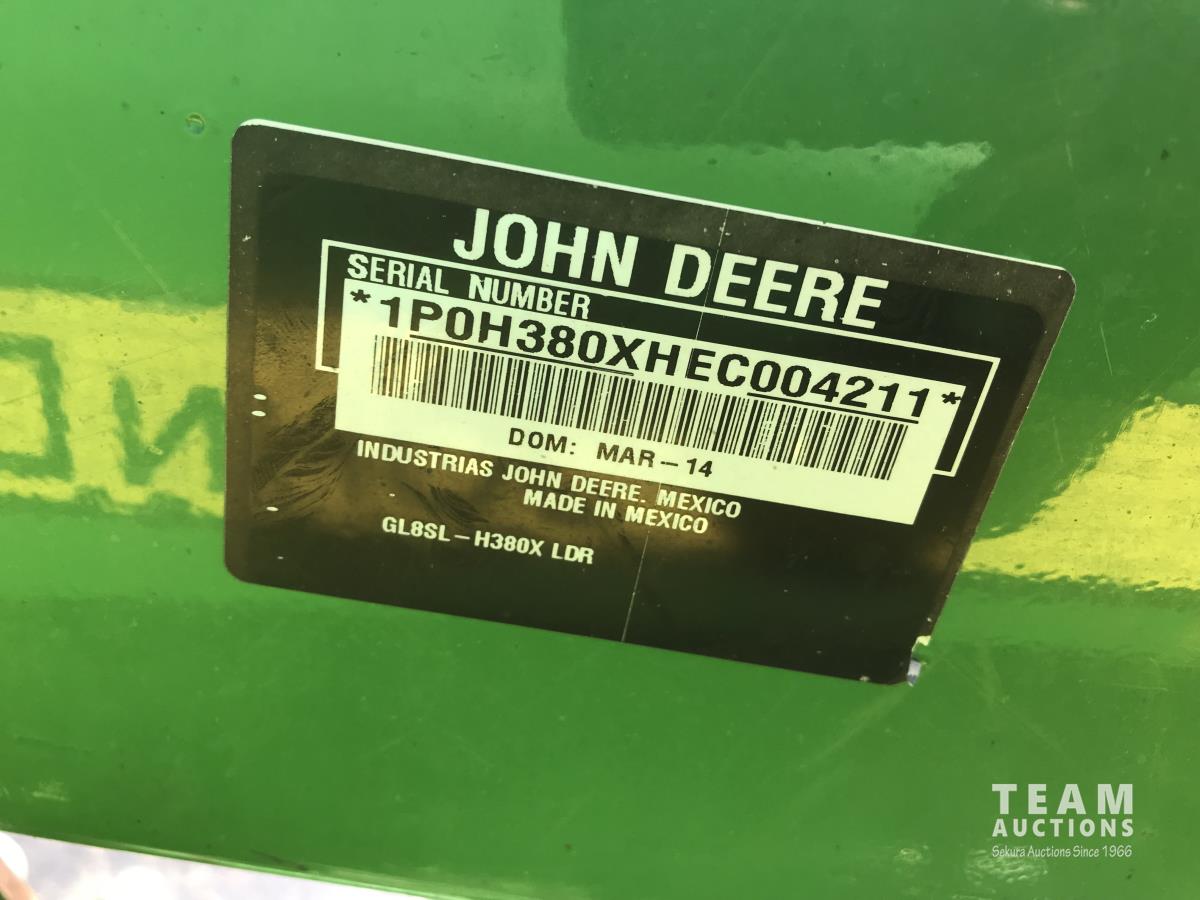 JOHN DEERE
SERIAL NUMBER
*1P0H380XHEC004211*
DOM: MAR-14
INDUSTRIAS JOHN DEERE. MEXICO
MADE IN MEXICO
GL8SL-H380X LDR
TEAM
AUCTIONS
Sekura Auctions Since 1966